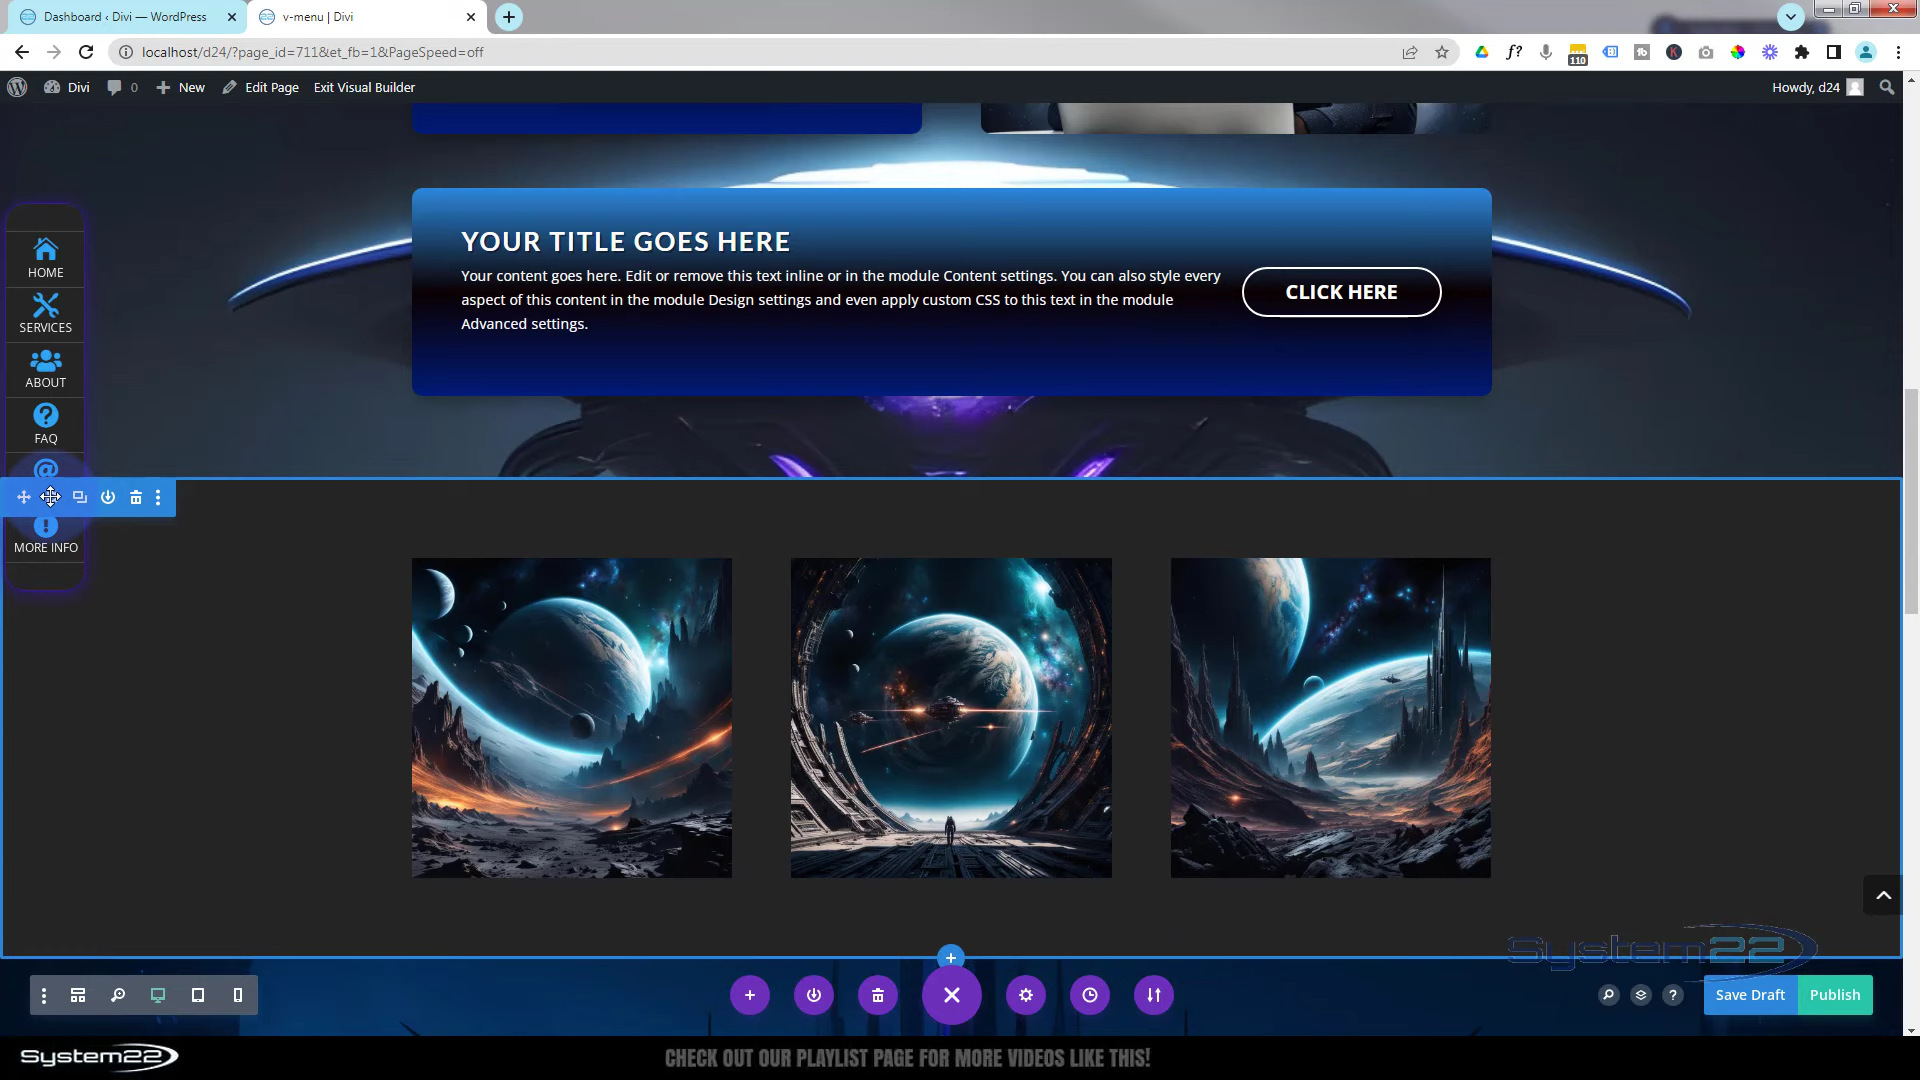 Dashboard ‹ Divi — WordPress
v-menu | Divi
localhost/d24/?page_id=711&et_fb=1&PageSpeed=off
f?
110
Divi
0
New
Edit Page
Exit Visual Builder
Howdy, d24
YOUR TITLE GOES HERE
Your content goes here. Edit or remove this text inline or in the module Content settings. You can also style every
aspect of this content in the module Design settings and even apply custom CSS to this text in the module
Advanced settings.
CLICK HERE
HOME
SERVICES
ABOUT
FAQ
MORE INFO
System22
Save Draft
Publish
System22
CHECK OUT OUR PLAYLIST PAGE FOR MORE VIDEOS LIKE THIS!